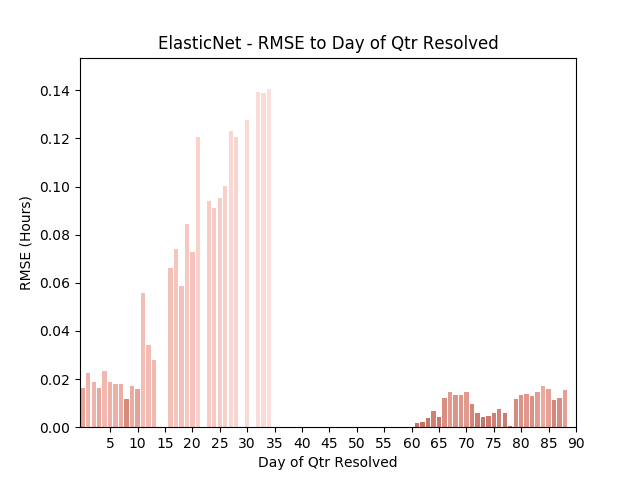 ElasticNet - RMSE to Day of Qtr Resolved
0.14
0.12
0.10
0.08
0.06
0.04
0.02
0.00
RMSE (Hours)
5 10 15 20 25 30 35 40 45 50 55 60 65 70 75 80 85 90
Day of Qtr Resolved